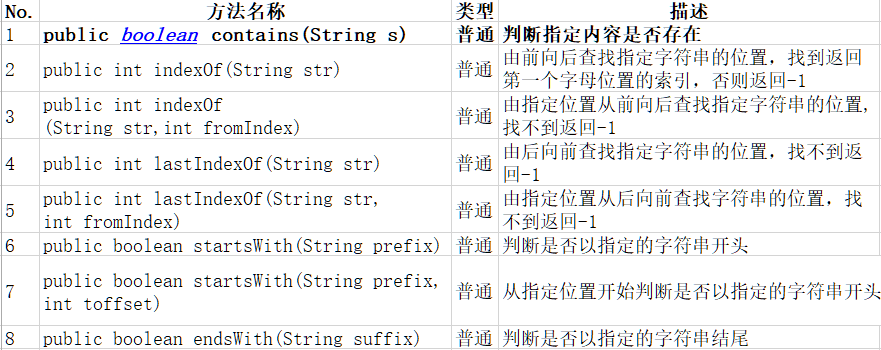 No. 方法名称 类型 描述
1 public boolean contains(String s) 普通 判断指定内容是否存在
2 public int indexOf(String str) 普通 由前向后查找指定字符串的位置，找到返回
第一个字母位置的索引，否则返回-1
3 public int indexOf
(String str,int fromIndex) 普通 由指定位置从前向后查找指定字符串的位置，
找不到返回-1
4 public int lastIndexOf(String str) 普通 由后向前查找指定字符串的位置，找不到返
回-1
5 public int lastIndexOf(String str,
int fromIndex) 普通 由指定位置从后向前查找字符串的位置，找
不到返回-1
6 public boolean startsWith(String prefix) 普通 判断是否以指定的字符串开头
7 public boolean startsWith(String prefix,
int toffset) 普通 从指定位置开始判断是否以指定的字符串开头
8 public boolean endsWith(String suffix) 普通 判断是否以指定的字符串结尾